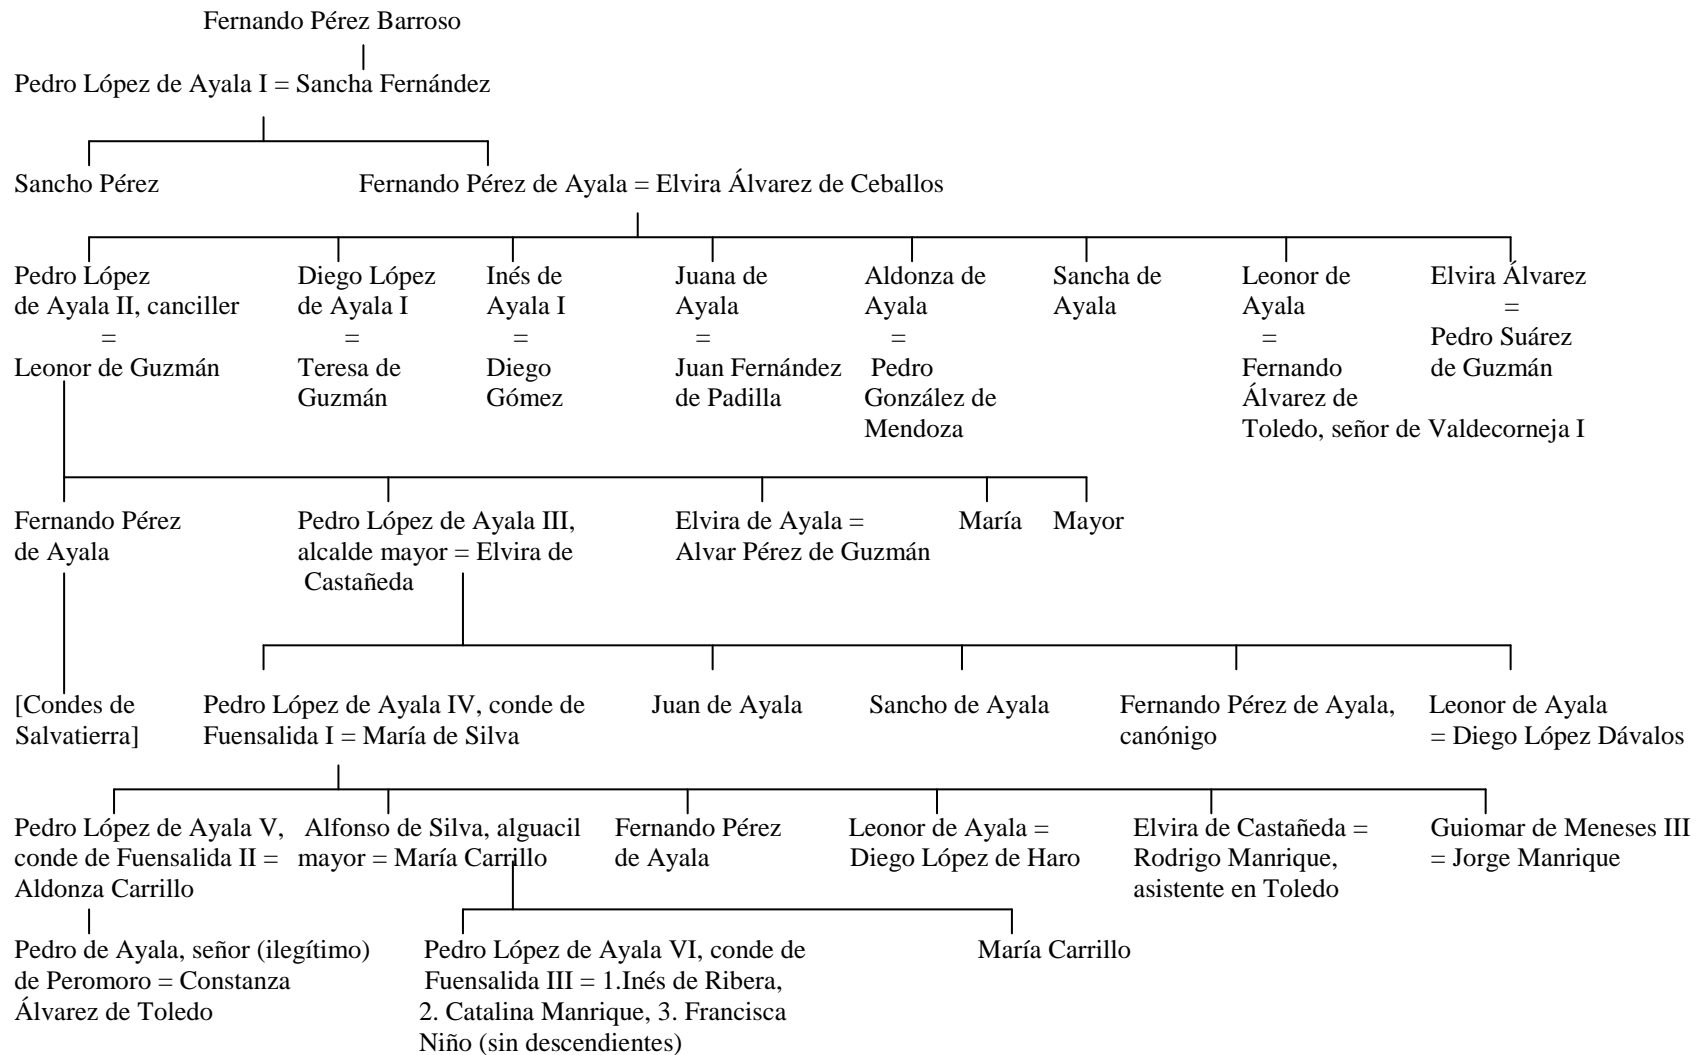 Fernando Pérez Barroso
Pedro López de Ayala I = Sancha Fernández
Sancho Pérez
Fernando Pérez de Ayala = Elvira Álvarez de Ceballos
Pedro López
de Ayala II, canciller
=
Leonor de Guzmán
Diego López
de Ayala I
=
Teresa de
Guzmán
Inés de
Ayala I
=
Diego
Gómez
Juana de
Ayala
=
Juan Fernández
de Padilla
Aldonza de
Ayala
=
Pedro
González de
Mendoza
Sancha de
Ayala
Leonor de
Ayala
=
Fernando
Álvarez de
Toledo, señor de Valdecorneja I
Elvira Álvarez
=
Pedro Suárez
de Guzmán
Fernando Pérez
de Ayala
Pedro López de Ayala III,
alcalde mayor = Elvira de
Castañeda
Elvira de Ayala =
Alvar Pérez de Guzmán
María
Mayor
[Condes de
Salvatierra]
Pedro López de Ayala IV, conde de
Fuensalida I = María de Silva
Juan de Ayala
Sancho de Ayala
Fernando Pérez de Ayala,
canónigo
Leonor de Ayala
= Diego López Dávalos
Pedro López de Ayala V,
conde de Fuensalida II =
Aldonza Carrillo
Alfonso de Silva, alguacil
mayor = María Carrillo
Fernando Pérez
de Ayala
Leonor de Ayala =
Diego López de Haro
Elvira de Castañeda =
Rodrigo Manrique,
asistente en Toledo
Guiomar de Meneses III
= Jorge Manrique
Pedro de Ayala, señor (ilegítimo)
de Peromoro = Constanza
Álvarez de Toledo
Pedro López de Ayala VI, conde de
Fuensalida III = 1.Inés de Ribera,
2. Catalina Manrique, 3. Francisca
Niño (sin descendientes)
María Carrillo